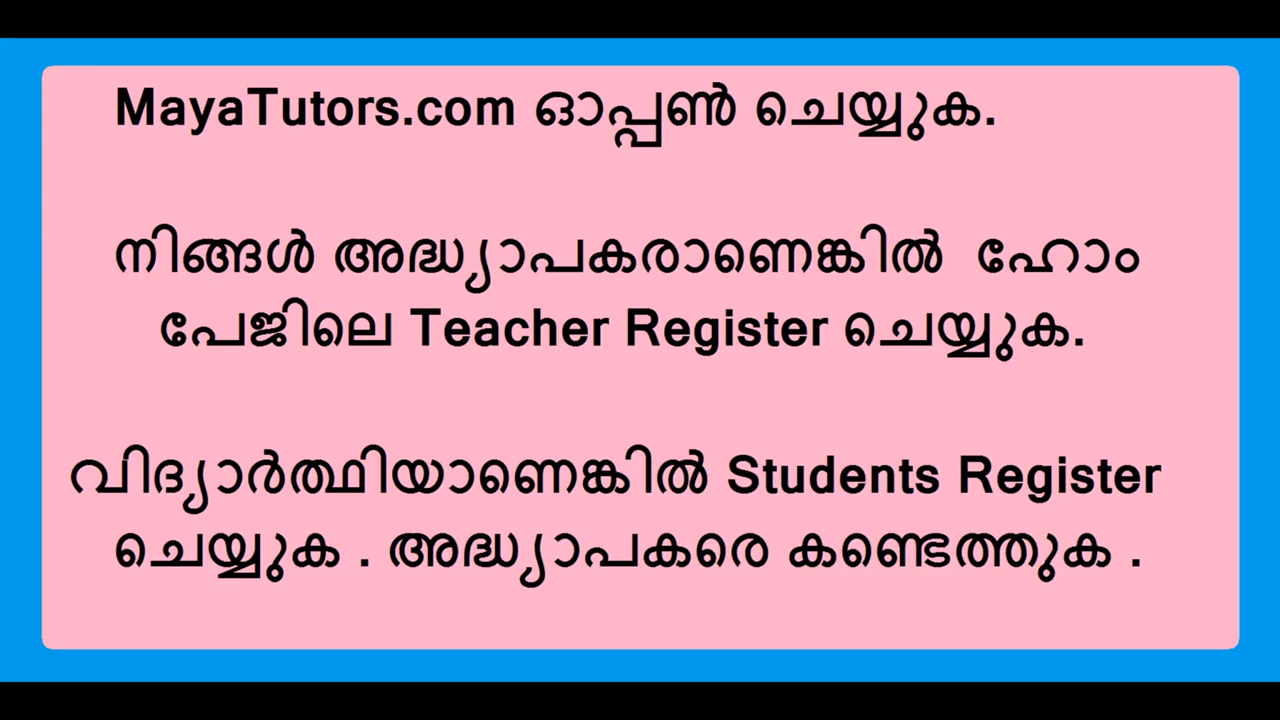 MayaTutors.com ഓപ്പൺ ചെയ്യുക.
നിങ്ങൾ അദ്ധ്യാപകരാണെങ്കിൽ ഹോം
പേജിലെ Teacher Register ചെയ്യുക.
വിദ്യാർത്ഥിയാണെങ്കിൽ Students Register
ചെയ്യുക . അദ്ധ്യാപകരെ കണ്ടെത്തുക .